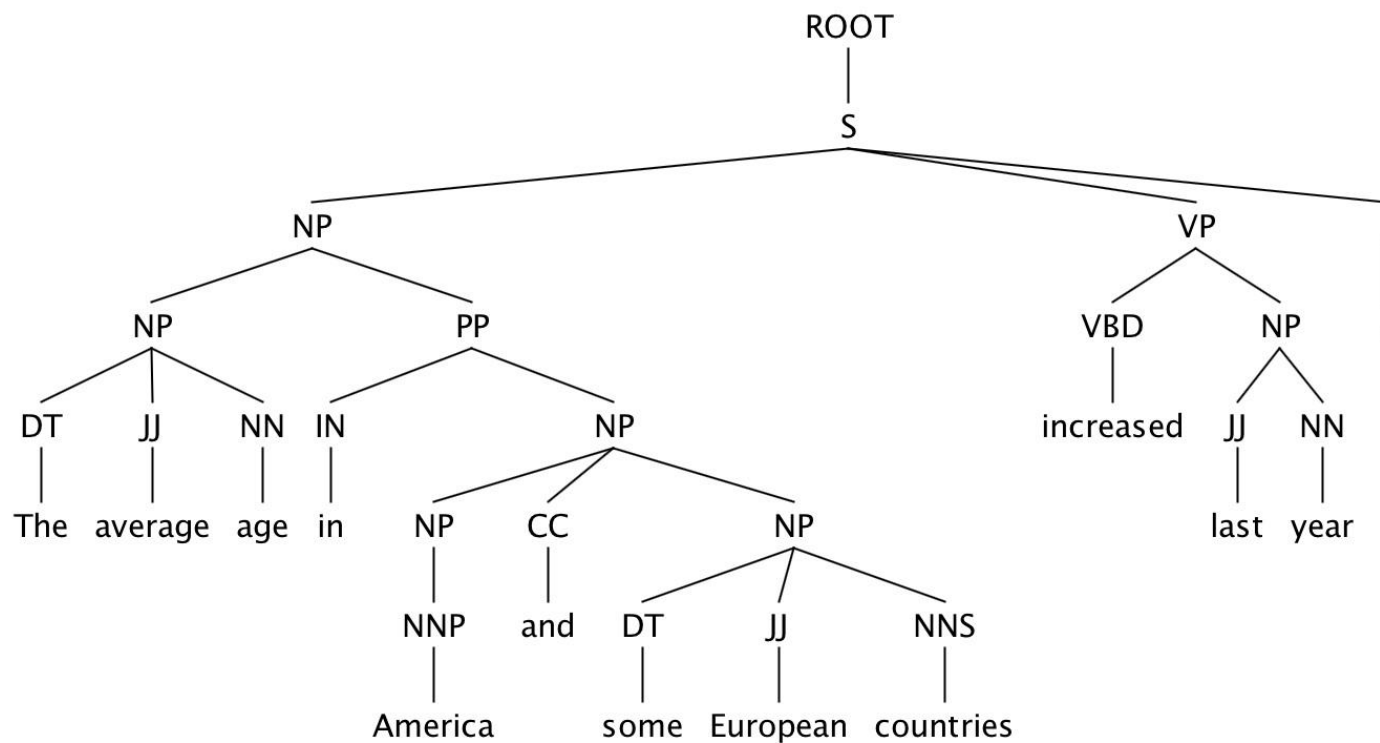 ROOT
S
NP VP
NP PP VBD NP
DT JJ NN IN NP increased JJ NN
The average age in NP CC NP last year
NNP and DT JJ NNS
America some European countries